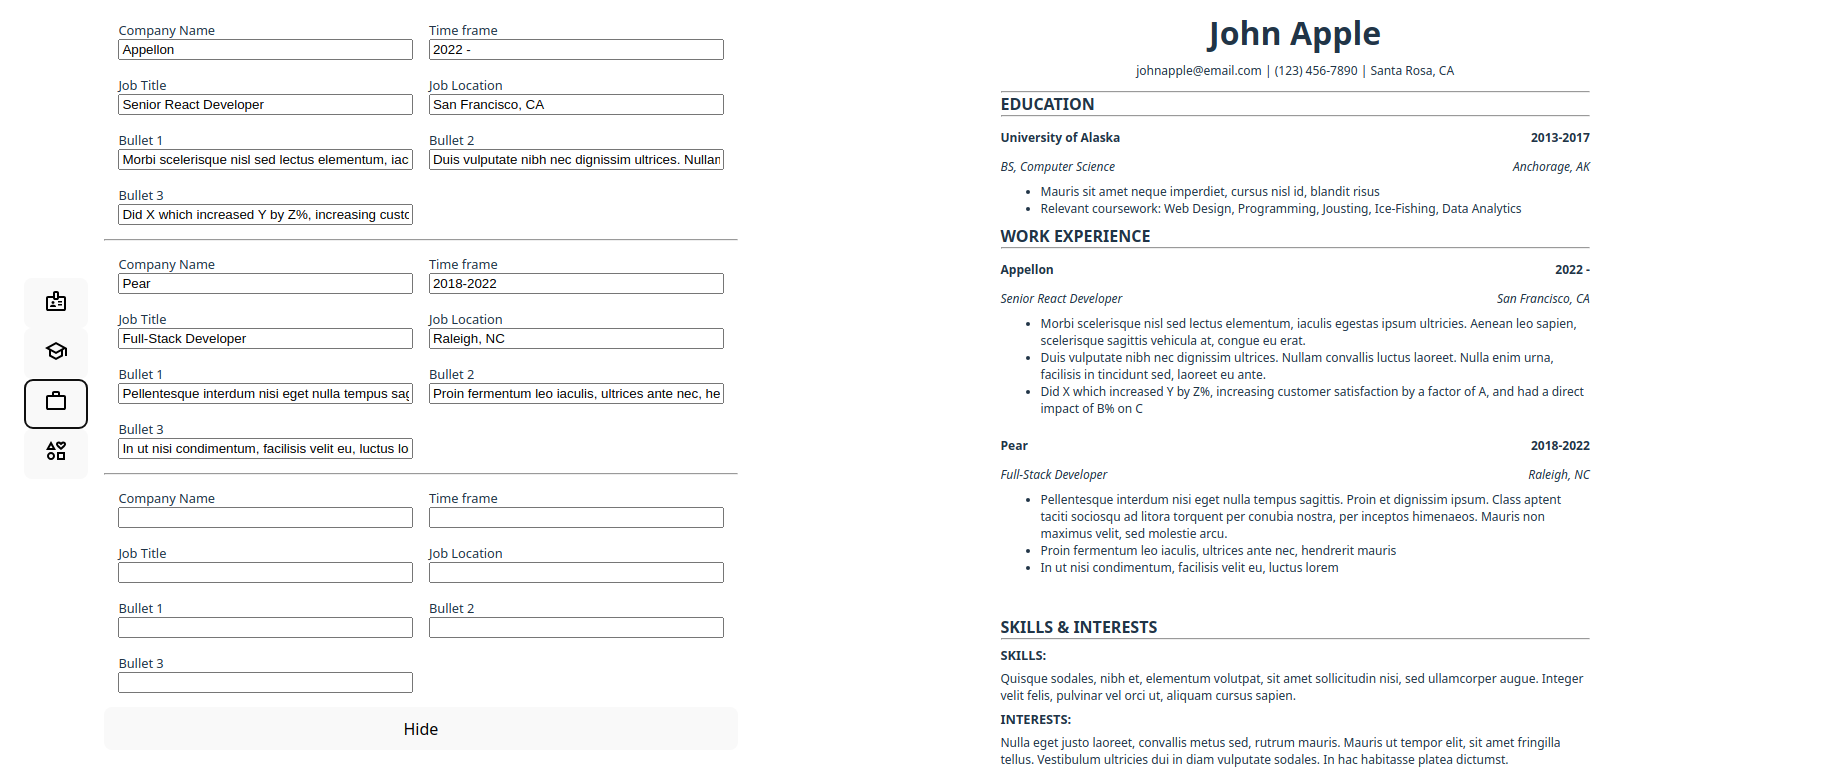 Company Name
Time frame
Appellon
2022 -
Job Title
Job Location
Senior React Developer
San Francisco, CA
Bullet 1
Bullet 2
Morbi scelerisque nisl sed lectus elementum, iac
Duis vulputate nibh nec dignissim ultrices. Nullan
Bullet 3
Did X which increased Y by Z%, increasing custo
Company Name
Time frame
Pear
2018-2022
Job Title
Job Location
Full-Stack Developer
Raleigh, NC
Bullet 1
Bullet 2
Pellentesque interdum nisi eget nulla tempus sag
Proin fermentum leo iaculis, ultrices ante nec, he
Bullet 3
In ut nisi condimentum, facilisis velit eu, luctus lo
Company Name
Time frame
Job Title
Job Location
Bullet 1
Bullet 2
Bullet 3
Hide
John Apple
johnapple@email.com | (123) 456-7890 | Santa Rosa, CA
EDUCATION
University of Alaska 2013-2017
BS, Computer Science Anchorage, AK
• Mauris sit amet neque imperdiet, cursus nisl id, blandit risus
• Relevant coursework: Web Design, Programming, Jousting, Ice-Fishing, Data Analytics
WORK EXPERIENCE
Appellon 2022 -
Senior React Developer San Francisco, CA
• Morbi scelerisque nisl sed lectus elementum, iaculis egestas ipsum ultricies. Aenean leo sapien,
scelerisque sagittis vehicula at, congue eu erat.
• Duis vulputate nibh nec dignissim ultrices. Nullam convallis luctus laoreet. Nulla enim urna,
facilisis in tincidunt sed, laoreet eu ante.
• Did X which increased Y by Z%, increasing customer satisfaction by a factor of A, and had a direct
impact of B% on C
Pear 2018-2022
Full-Stack Developer Raleigh, NC
• Pellentesque interdum nisi eget nulla tempus sagittis. Proin et dignissim ipsum. Class aptent
taciti sociosqu ad litora torquent per conubia nostra, per inceptos himenaeos. Mauris non
maximus velit, sed molestie arcu.
• Proin fermentum leo iaculis, ultrices ante nec, hendrerit mauris
• In ut nisi condimentum, facilisis velit eu, luctus lorem
SKILLS & INTERESTS
SKILLS:
Quisque sodales, nibh et, elementum volutpat, sit amet sollicitudin nisi, sed ullamcorper augue. Integer
velit felis, pulvinar vel orci ut, aliquam cursus sapien.
INTERESTS:
Nulla eget justo laoreet, convallis metus sed, rutrum mauris. Mauris ut tempor elit, sit amet fringilla
tellus. Vestibulum ultricies dui in diam vulputate sodales. In hac habitasse platea dictumst.